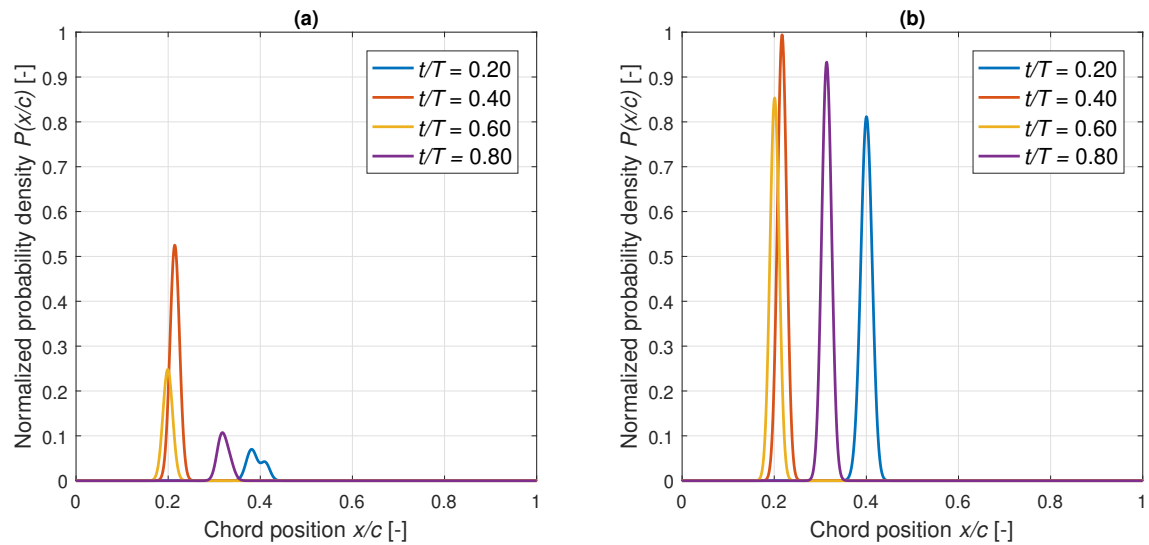 (a)
Normalized probability density P(x/c) [-]
1
0.9
0.8
0.7
0.6
0.5
0.4
0.3
0.2
0.1
0
t/T = 0.20
t/T = 0.40
t/T = 0.60
t/T = 0.80
0 0.2 0.4 0.6 0.8 1
Chord position x/c [-]
(b)
Normalized probability density P(x/c) [-]
1
0.9
0.8
0.7
0.6
0.5
0.4
0.3
0.2
0.1
0
t/T = 0.20
t/T = 0.40
t/T = 0.60
t/T = 0.80
0 0.2 0.4 0.6 0.8 1
Chord position x/c [-]